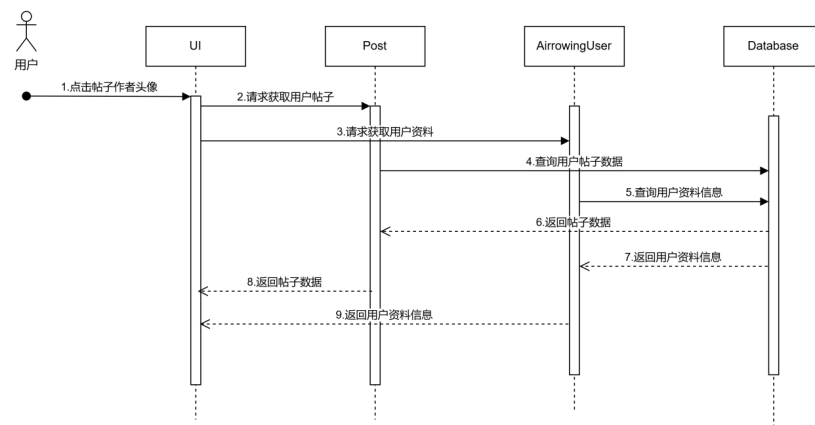 用户
UI
Post
AirrowingUser
Database
1.点击帖子作者头像
2.请求获取用户帖子
3.请求获取用户资料
4.查询用户帖子数据
5.查询用户资料信息
6.返回帖子数据
7.返回用户资料信息
8.返回帖子数据
9.返回用户资料信息